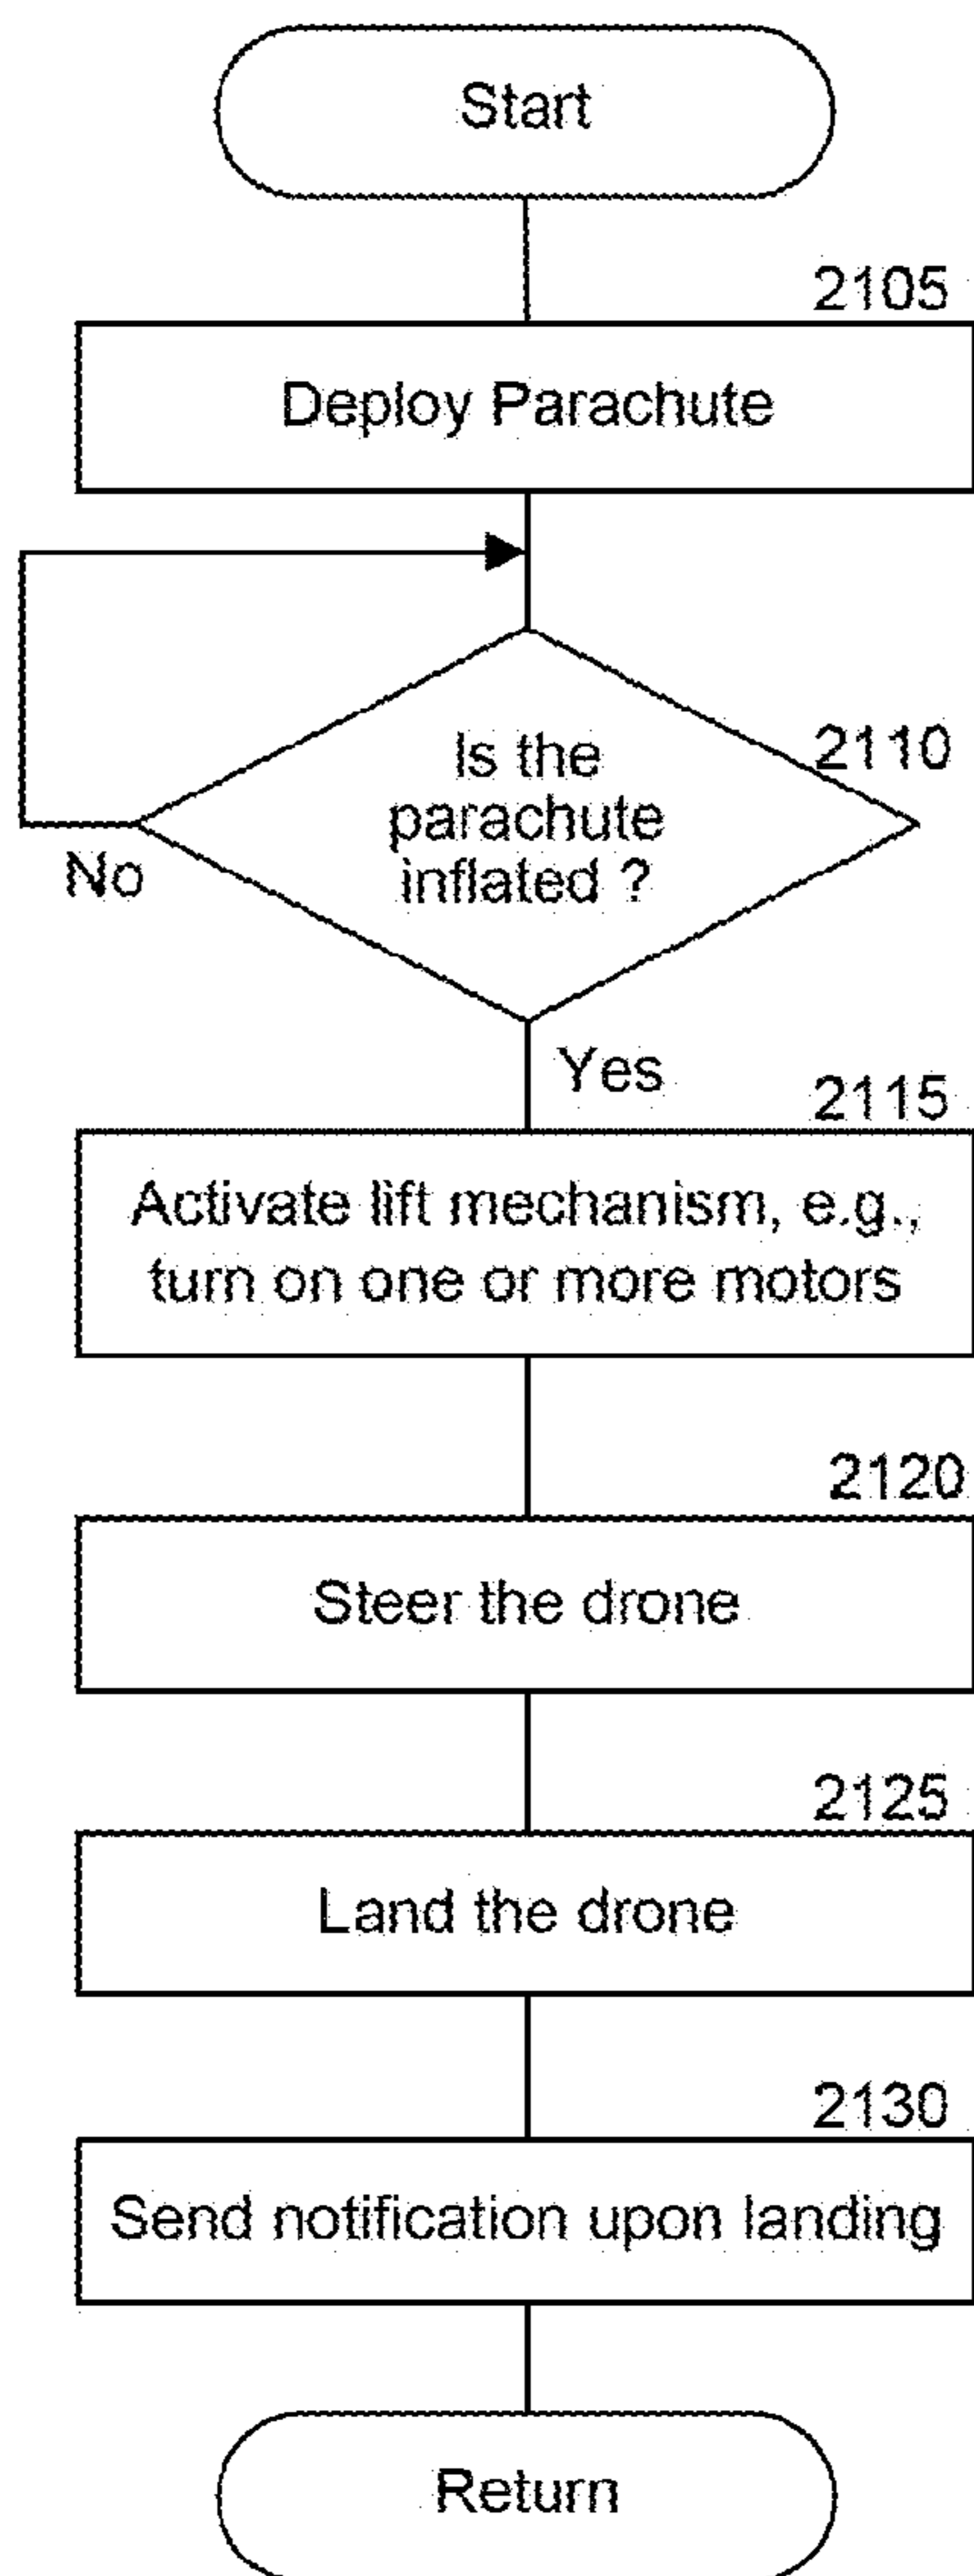 Start
2105
Deploy Parachute
2110
Is the
parachute
inflated ?
No
Yes
2115
Activate lift mechanism, e.g.,
turn on one or more motors
2120
Steer the drone
2125
Land the drone
2130
Send notification upon landing
Return